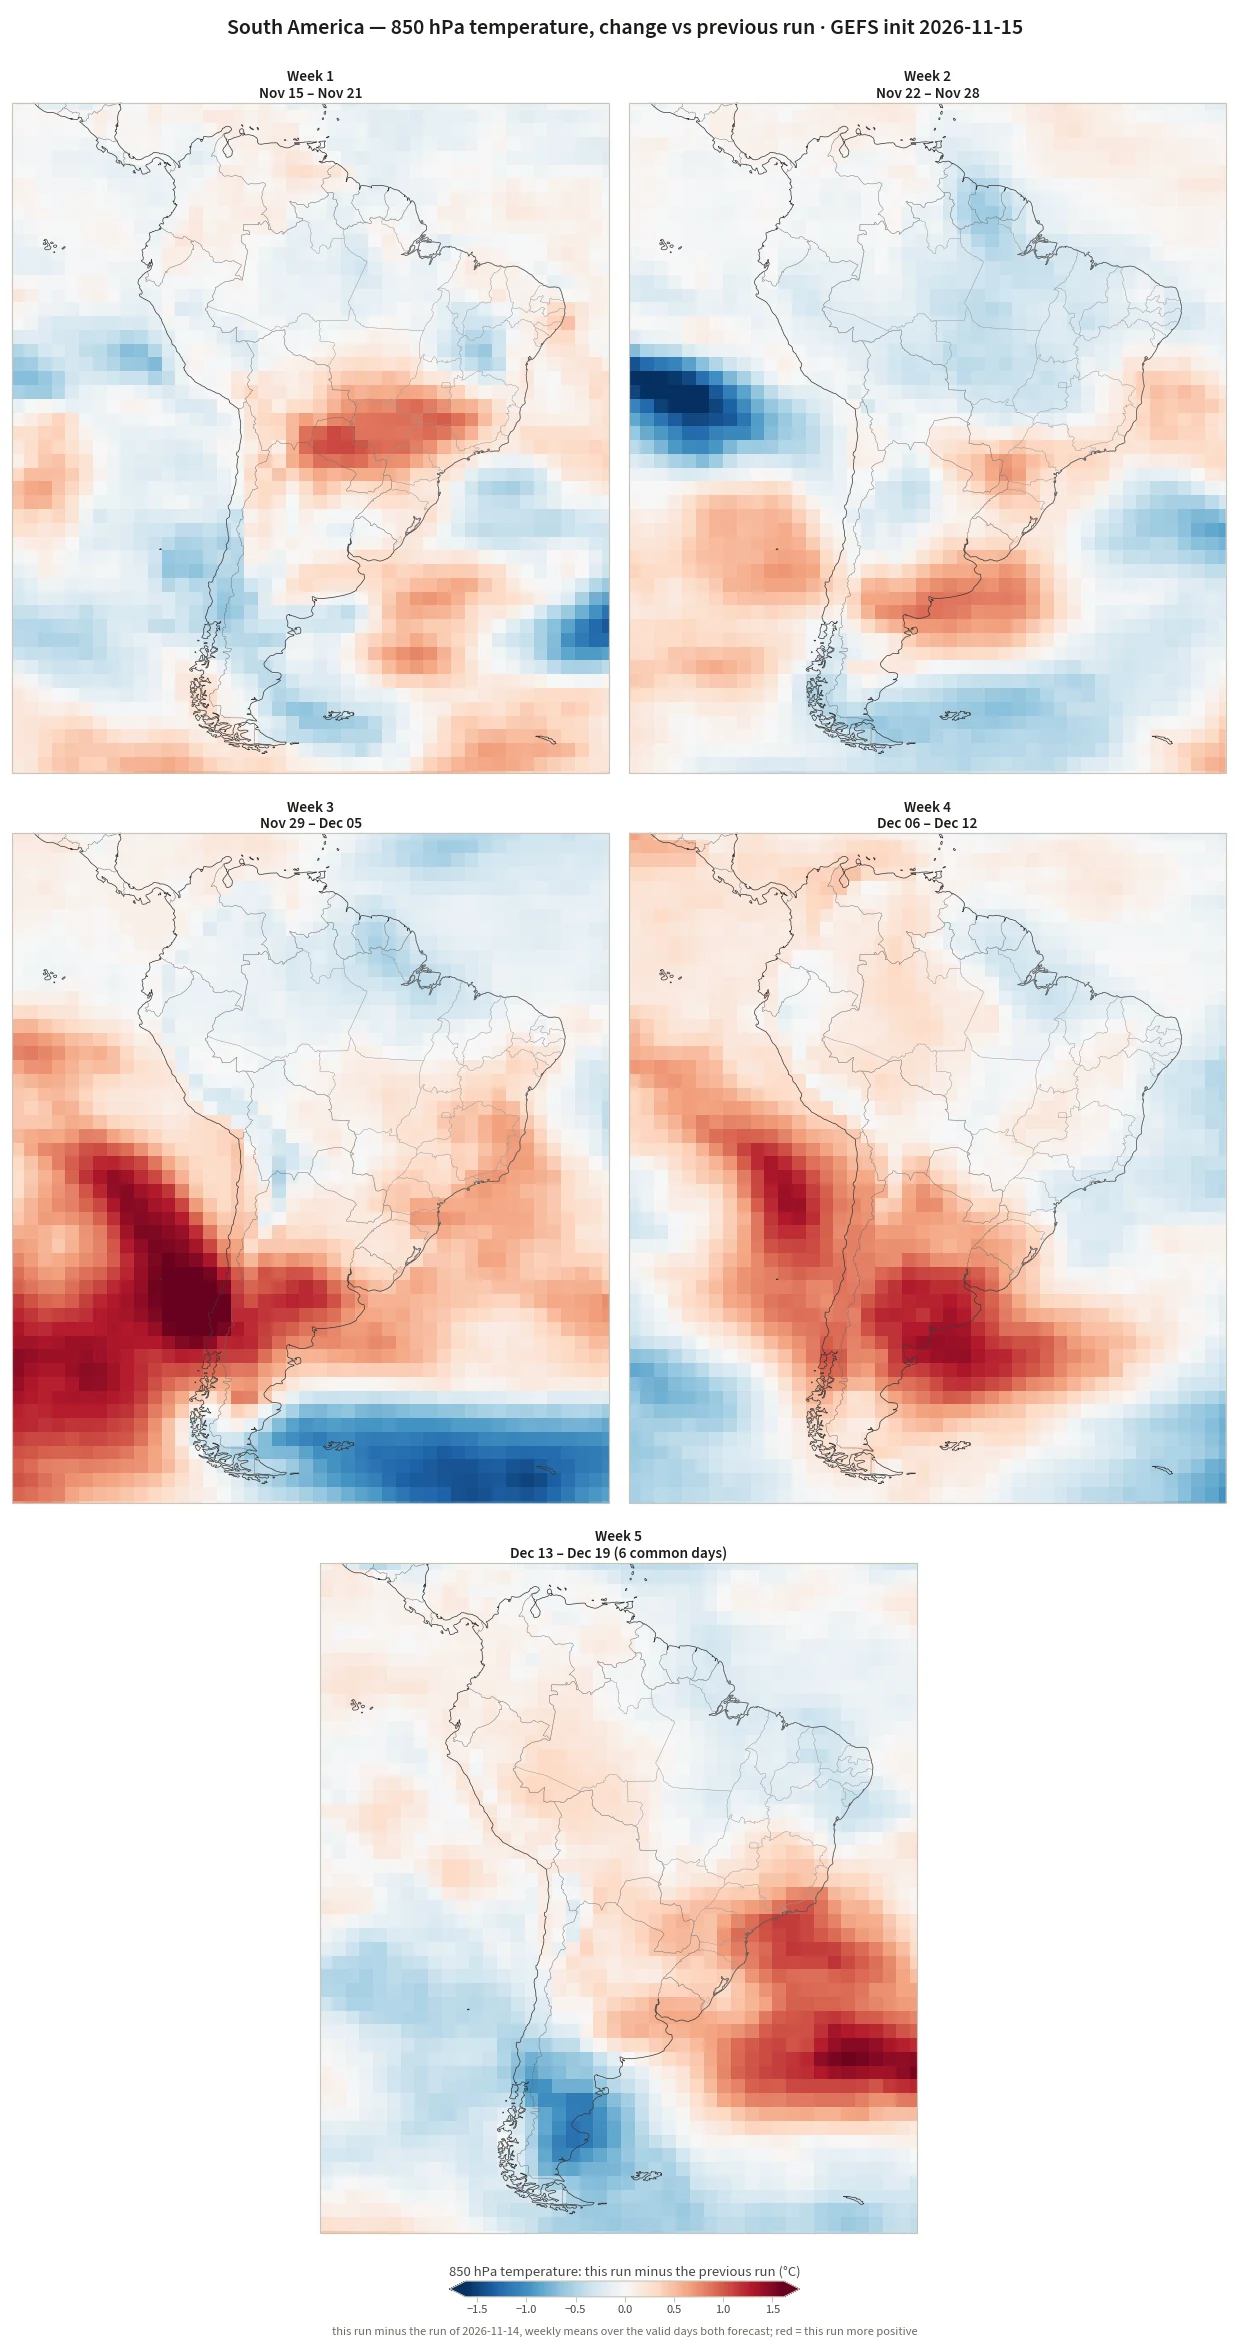 South America — 850 hPa temperature, change vs previous run · GEFS init 2026-11-15
Week 1
Nov 15 – Nov 21
Week 2
Nov 22 – Nov 28
Week 3
Nov 29 – Dec 05
Week 4
Dec 06 – Dec 12
Week 5
Dec 13 – Dec 19 (6 common days)
850 hPa temperature: this run minus the previous run (°C)
−1.5 −1.0 −0.5 0.0 0.5 1.0 1.5
this run minus the run of 2026-11-14, weekly means over the valid days both forecast; red = this run more positive